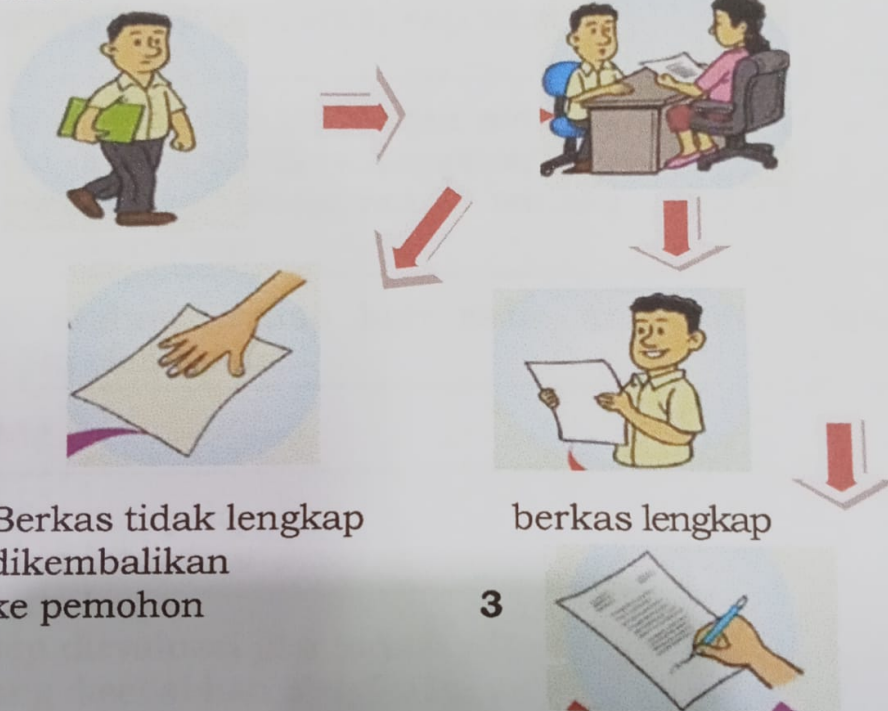 Berkas tidak lengkap
dikembalikan
ke pemohon
berkas lengkap
3